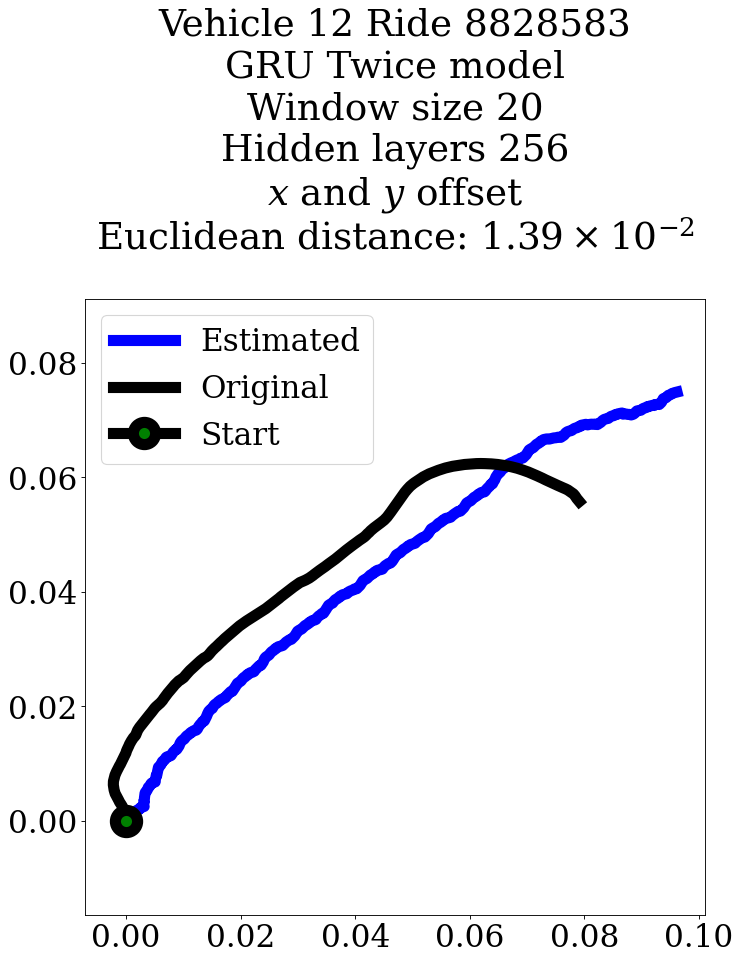 Vehicle 12 Ride 8828583
GRU Twice model
Window size 20
Hidden layers 256
x and y offset
Euclidean distance: 1.39 × 10⁻²
Estimated
Original
Start
0.08
0.06
0.04
0.02
0.00
0.00 0.02 0.04 0.06 0.08 0.10